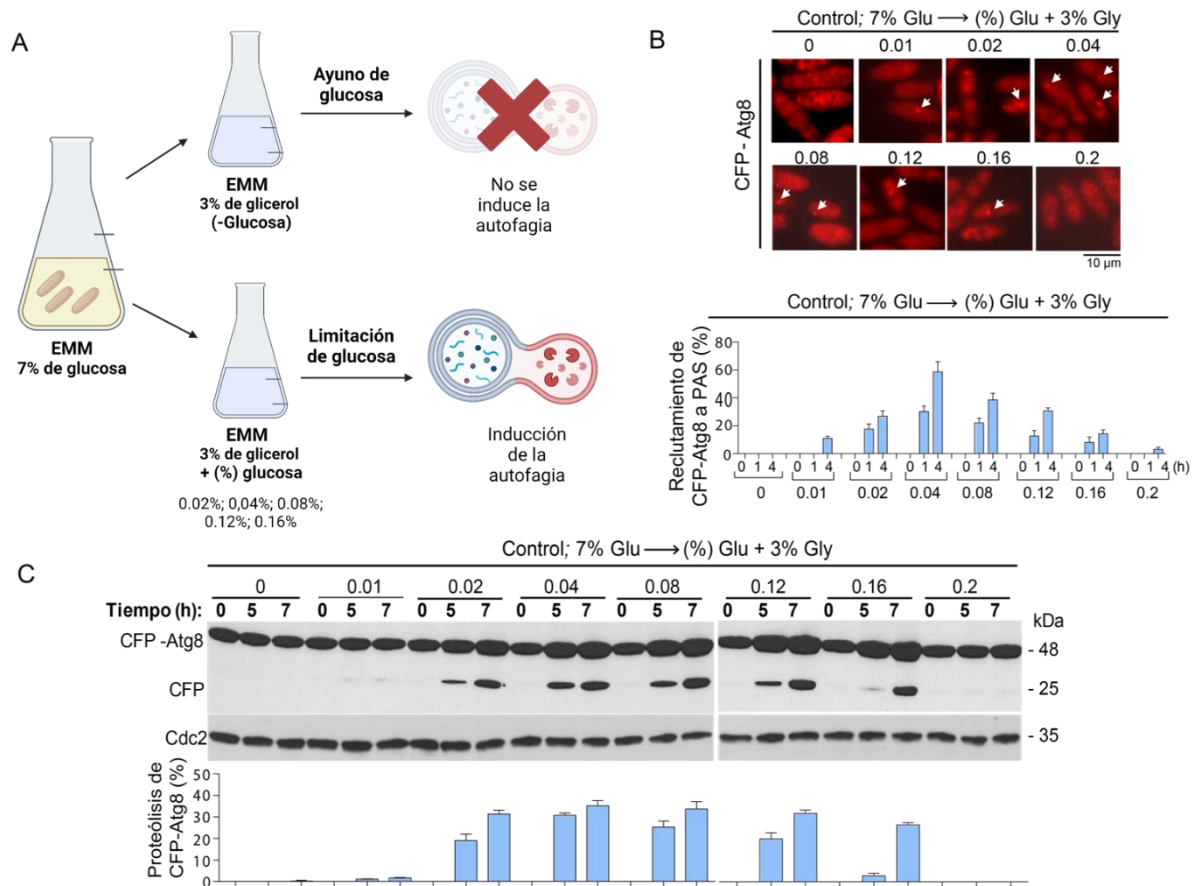 A
EMM
7% de glucosa
EMM
3% de glicerol
(-Glucosa)
Ayuno de
glucosa
No se
induce la
autofagia
EMM
3% de glicerol
+ (%) glucosa
0.02%; 0,04%; 0.08%;
0.12%; 0.16%
Limitación
de glucosa
Inducción
de la
autofagia
B
Control; 7% Glu → (%) Glu + 3% Gly
0 0.01 0.02 0.04
CFP - Atg8
0.08 0.12 0.16 0.2
10 µm
Control; 7% Glu → (%) Glu + 3% Gly
Reclutamiento de
CFP-Atg8 a PAS (%)
80
60
40
20
0
0 1 4 0 1 4 0 1 4 0 1 4 0 1 4 0 1 4 0 1 4 0 1 4 (h)
0 0.01 0.02 0.04 0.08 0.12 0.16 0.2
C
Control; 7% Glu → (%) Glu + 3% Gly
0 0.01 0.02 0.04 0.08 0.12 0.16 0.2
Tiempo (h): 0 5 7 0 5 7 0 5 7 0 5 7 0 5 7 0 5 7 0 5 7 0 5 7
kDa
CFP -Atg8 - 48
CFP - 25
Cdc2 - 35
Proteólisis de
CFP-Atg8 (%)
50
40
30
20
10
0